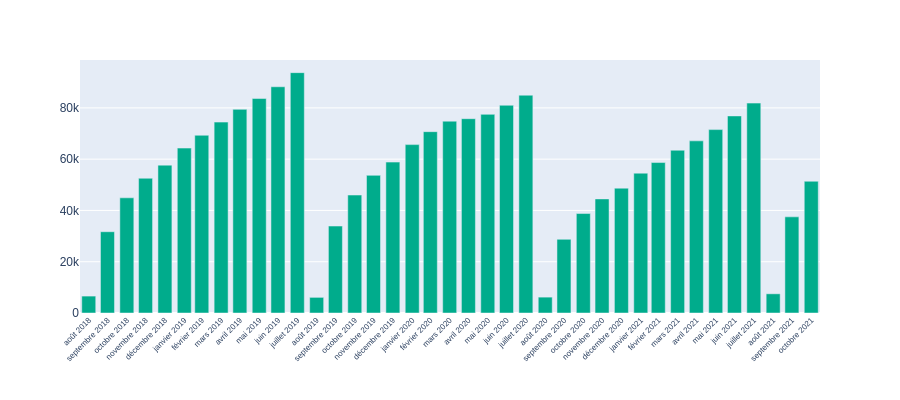 80k
60k
40k
20k
0
août 2018
septembre 2018
octobre 2018
novembre 2018
décembre 2018
janvier 2019
février 2019
mars 2019
avril 2019
mai 2019
juin 2019
juillet 2019
août 2019
septembre 2019
octobre 2019
novembre 2019
décembre 2019
janvier 2020
février 2020
mars 2020
avril 2020
mai 2020
juin 2020
juillet 2020
août 2020
septembre 2020
octobre 2020
novembre 2020
décembre 2020
janvier 2021
février 2021
mars 2021
avril 2021
mai 2021
juin 2021
juillet 2021
août 2021
septembre 2021
octobre 2021